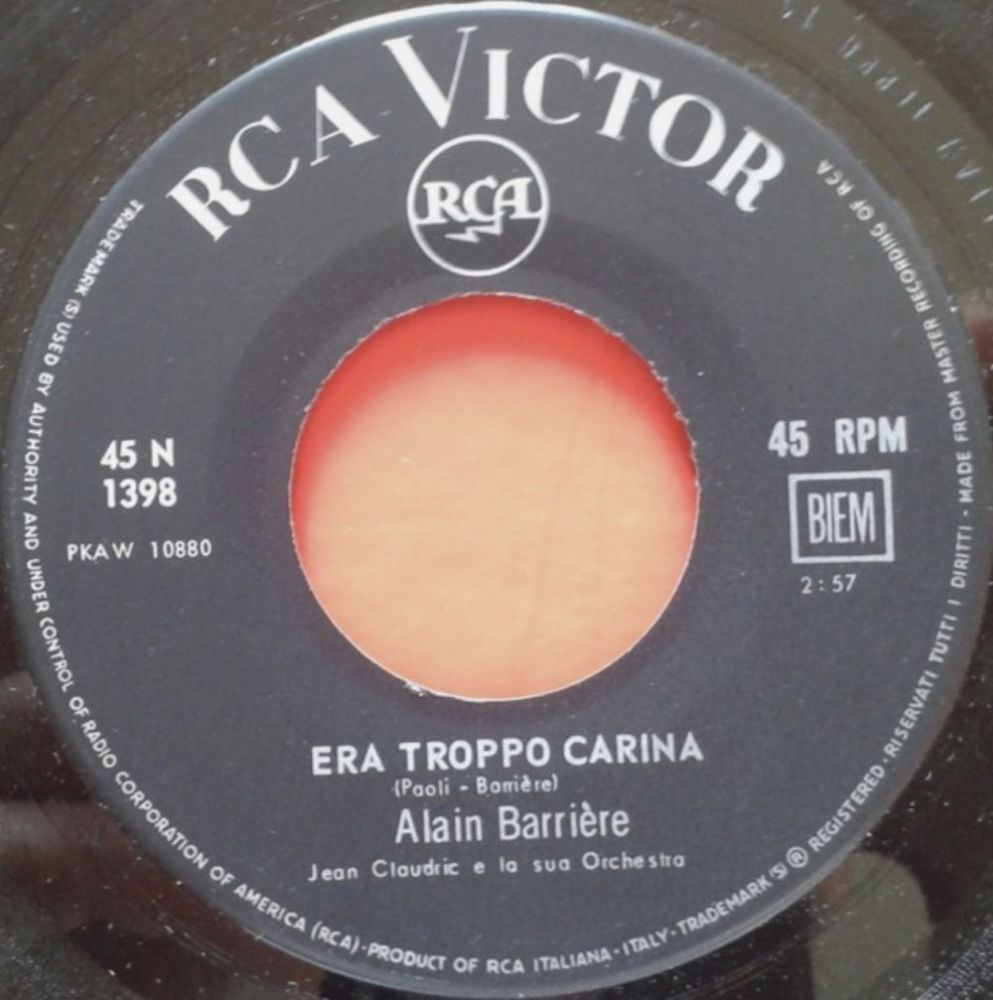 RCA VICTOR
RCA
TRADEMARK (S) USED BY AUTHORITY AND UNDER CONTROL OF RADIO CORPORATION OF AMERICA (RCA) · PRODUCT OF RCA ITALIANA - ITALY · TRADEMARK (S) ® REGISTERED · RISERVATI TUTTI I DIRITTI · MADE FROM MASTER RECORDING OF RCA
45 N
1398
PKAW 10880
45 RPM
BIEM
2:57
ERA TROPPO CARINA
(Paoli - Barrière)
Alain Barrière
Jean Claudric e la sua Orchestra